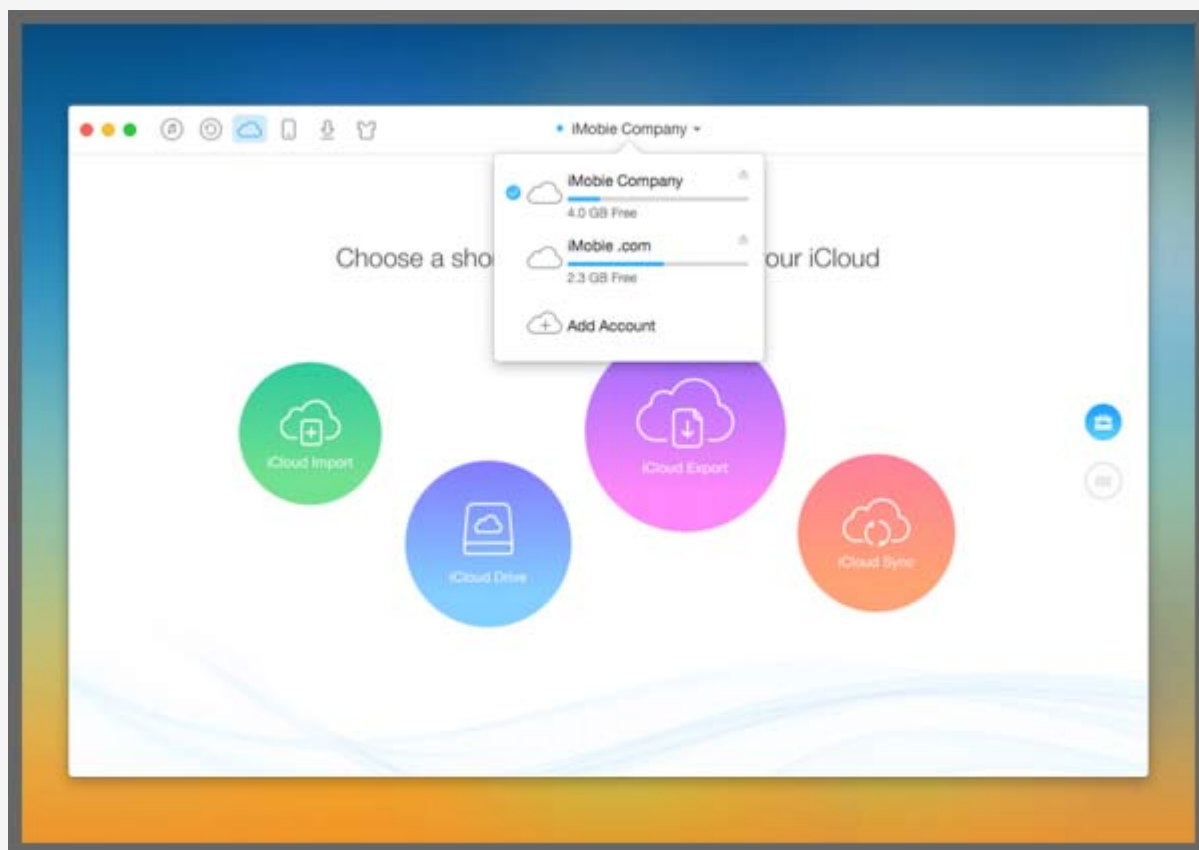 iMobie Company
iMobie Company
4.0 GB Free
iMobie .com
2.3 GB Free
Add Account
Choose a sho
our iCloud
iCloud Import
iCloud Export
iCloud Drive
iCloud Sync